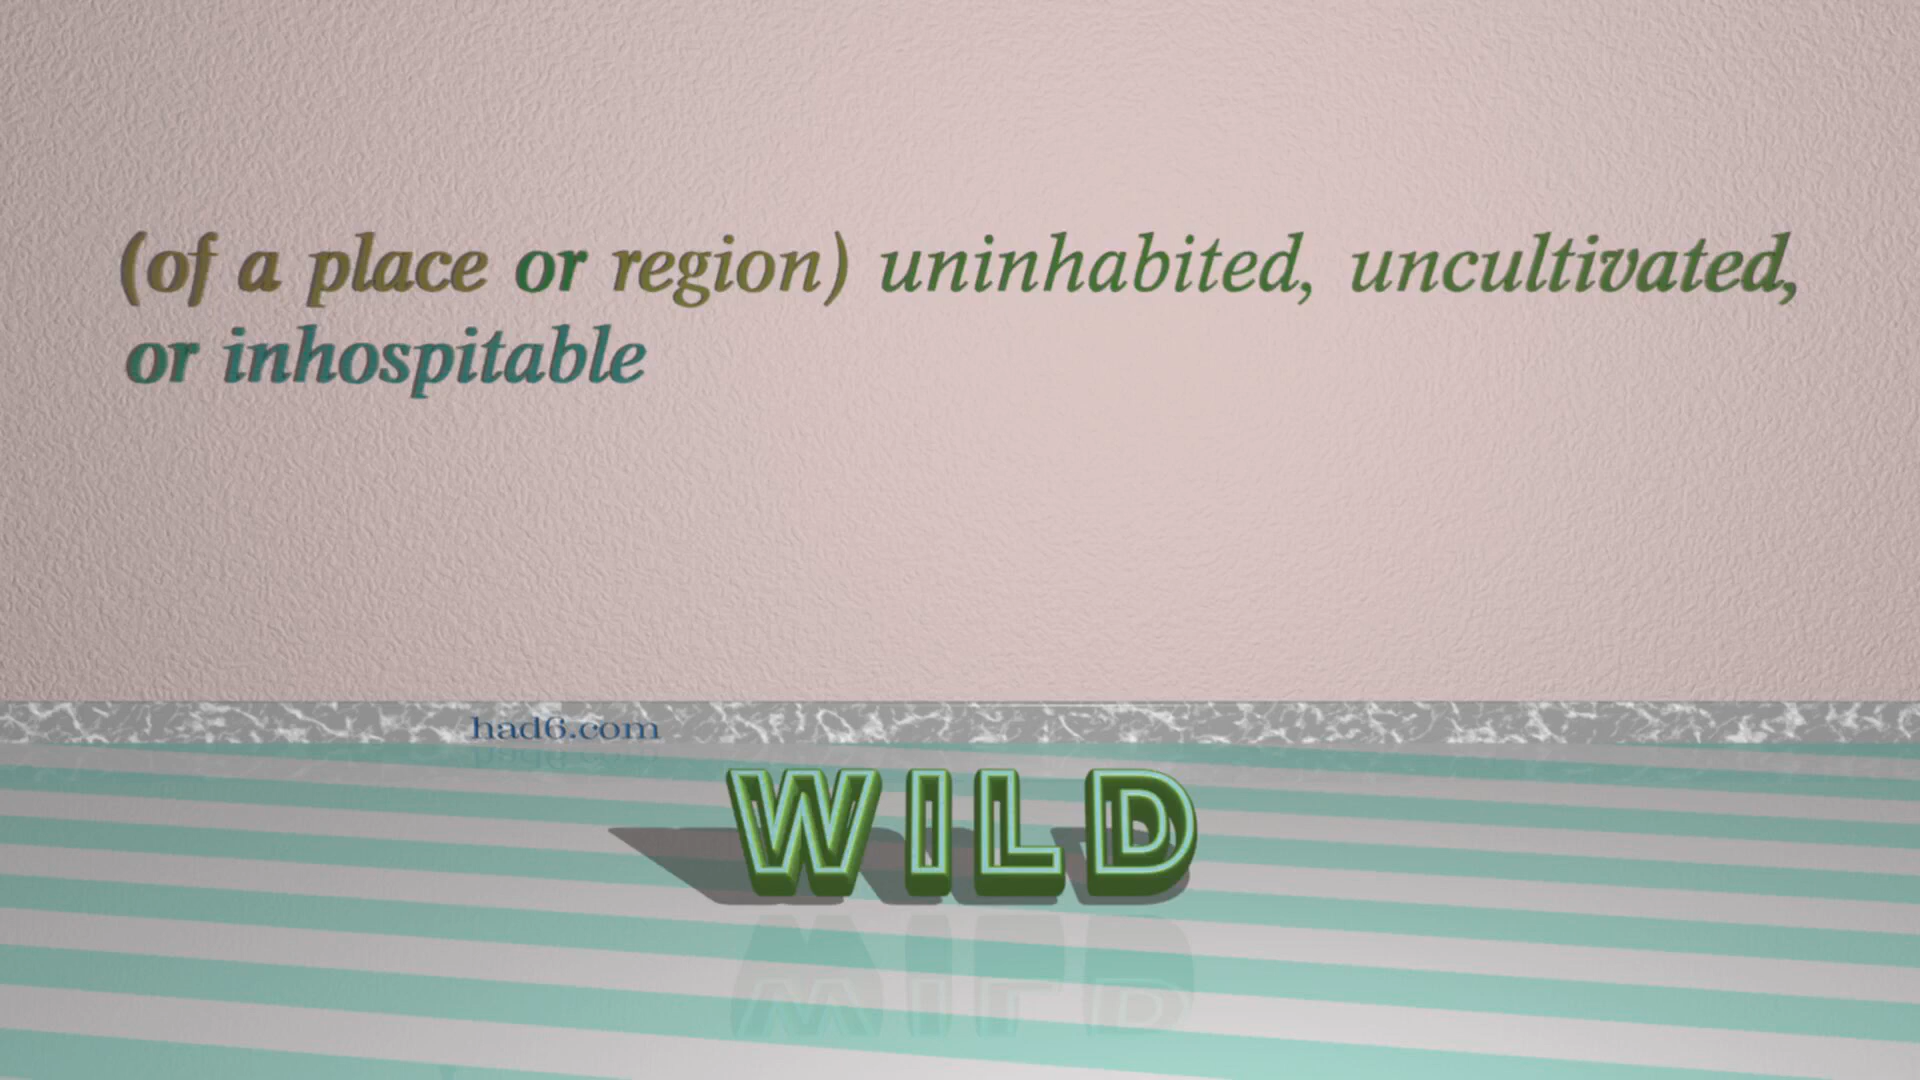 (of a place or region) uninhabited, uncultivated,
or inhospitable
had6.com
WILD